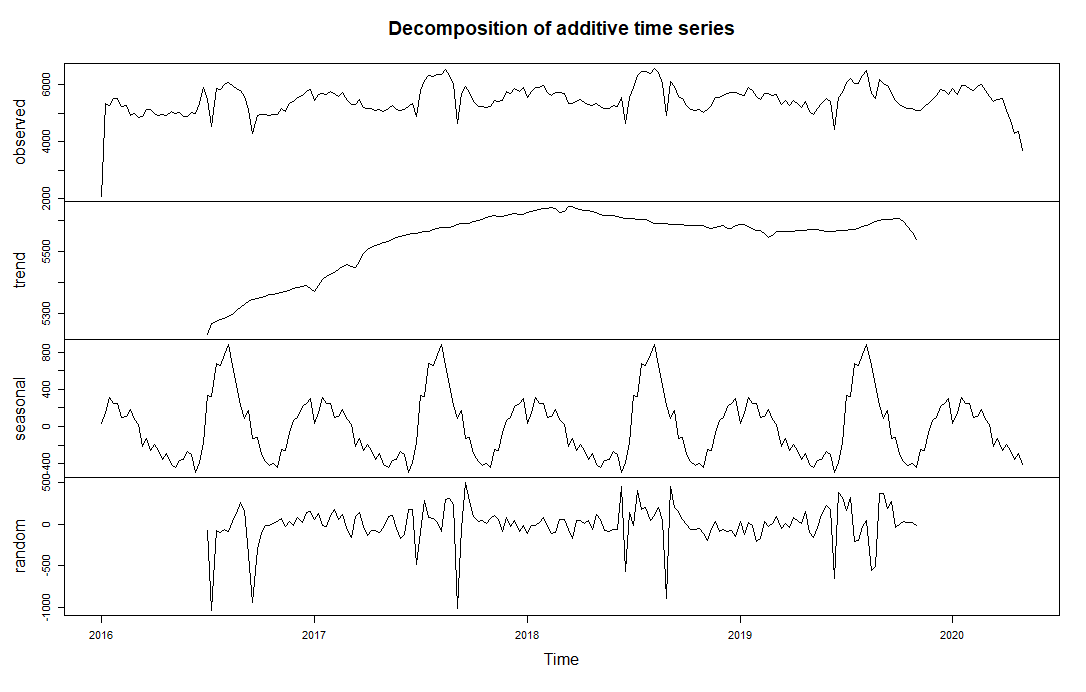 Decomposition of additive time series
observed
2000 4000 6000
trend
5300 5500
seasonal
-400 0 400 800
random
-1000 -500 0 500
2016 2017 2018 2019 2020
Time